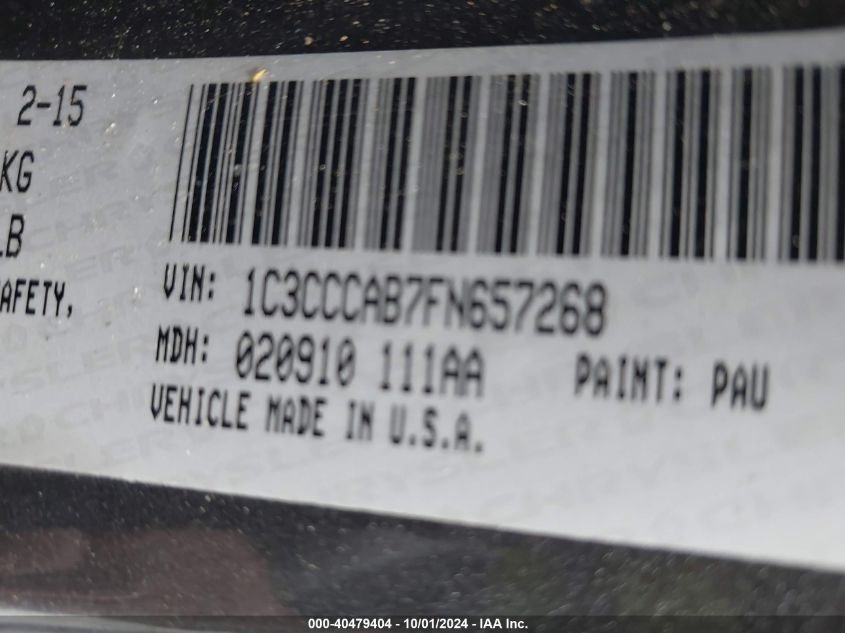 2-15
KG
LB
AFETY,
VIN: 1C3CCCAB7FN657268
MDH: 020910 111AA PAINT: PAU
VEHICLE MADE IN U.S.A.
000-40479404 - 10/01/2024 - IAA Inc.